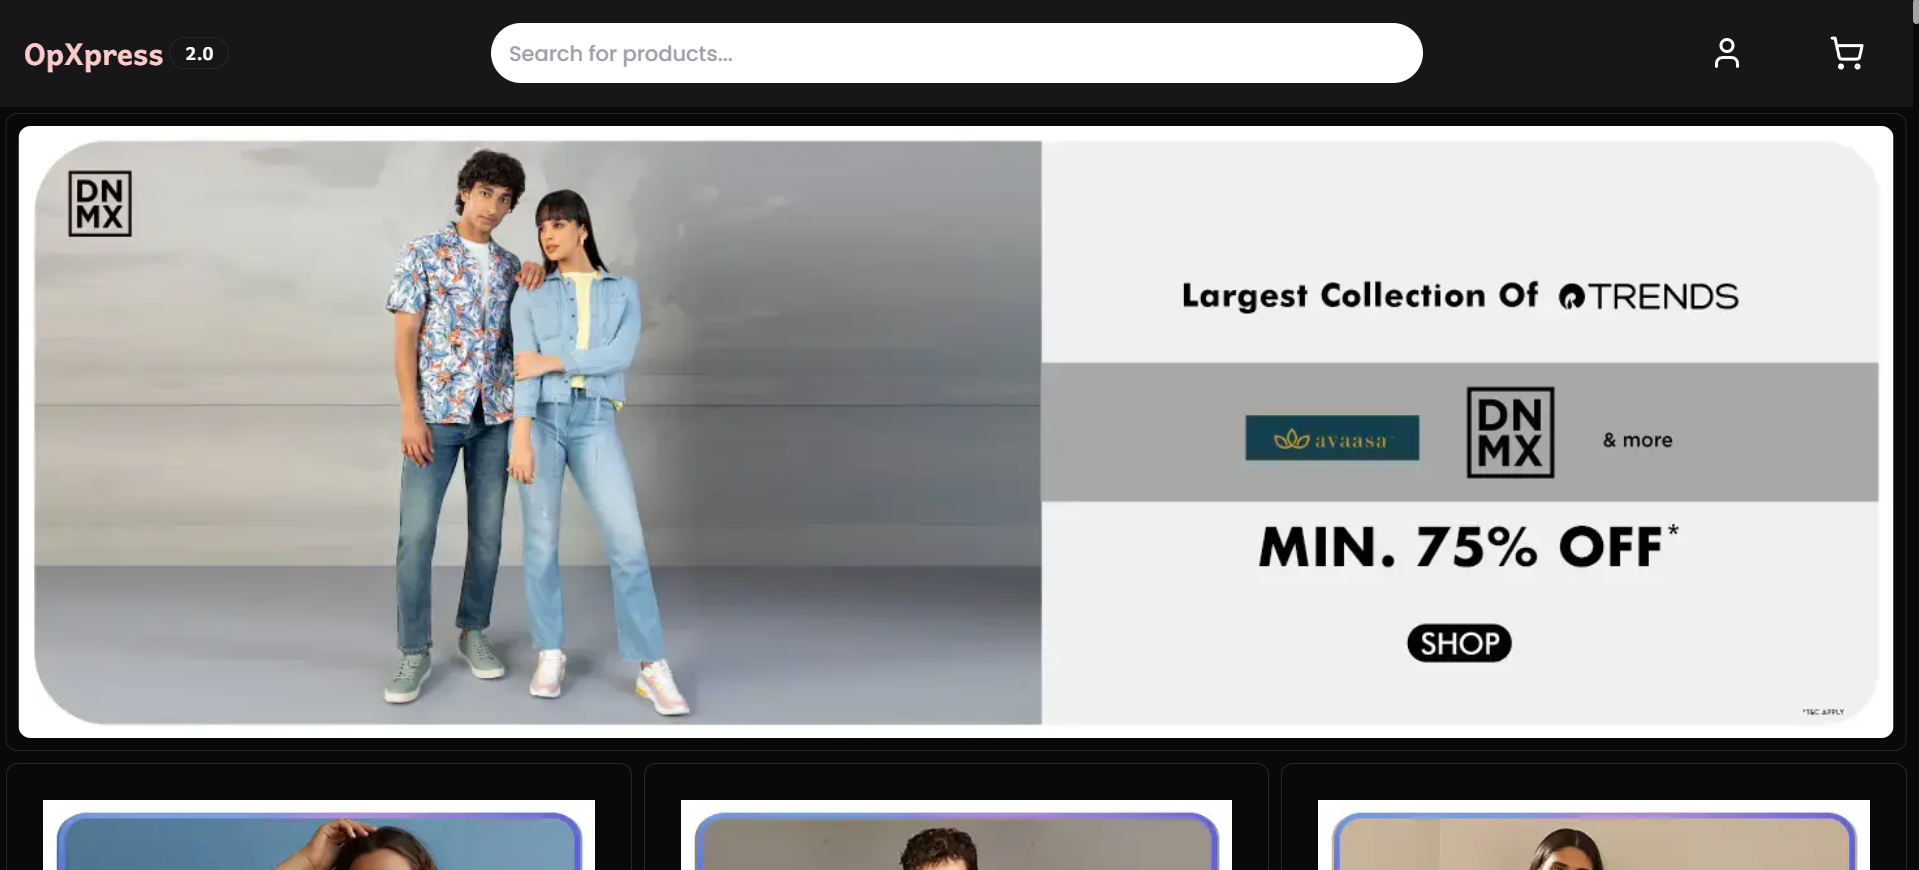 OpXpress 2.0
Search for products...
DN
MX
Largest Collection Of TRENDS
avaasa
DN
MX
& more
MIN. 75% OFF*
SHOP
*T&C APPLY